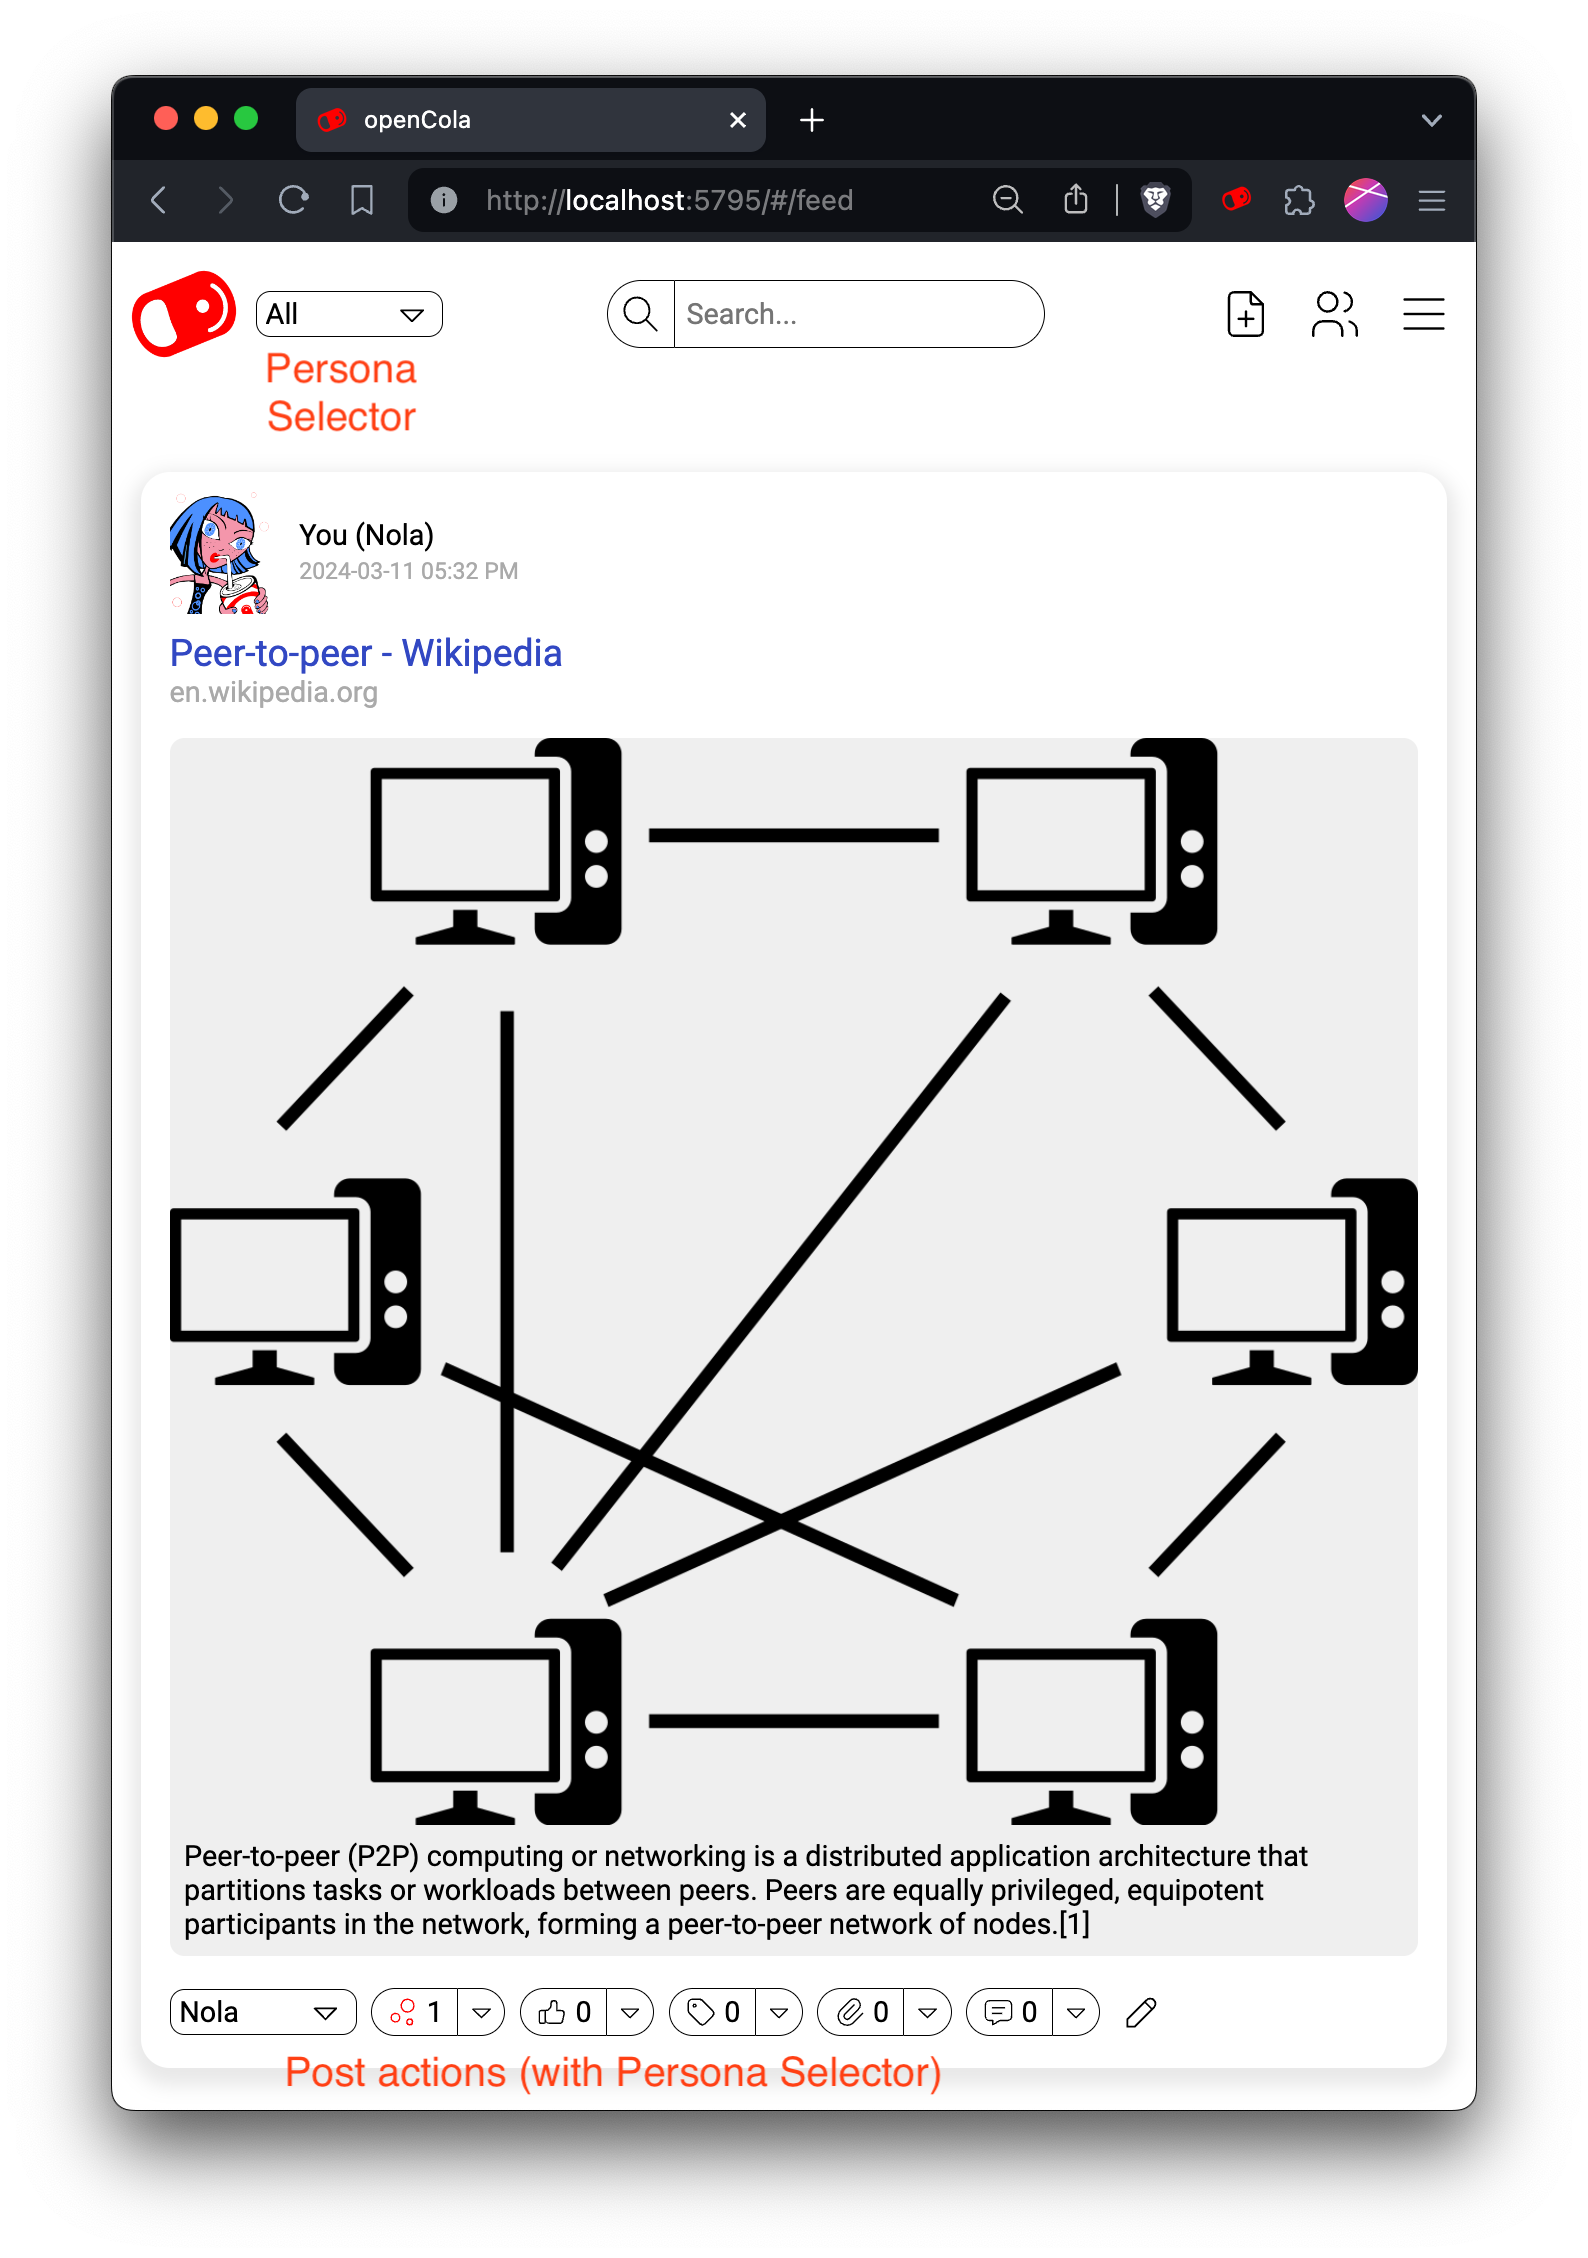 openCola
http://localhost:5795/#/feed
All
Search...
Persona
Selector
You (Nola)
2024-03-11 05:32 PM
Peer-to-peer - Wikipedia
en.wikipedia.org
Peer-to-peer (P2P) computing or networking is a distributed application architecture that
partitions tasks or workloads between peers. Peers are equally privileged, equipotent
participants in the network, forming a peer-to-peer network of nodes.[1]
Nola 1 0 0 0 0
Post actions (with Persona Selector)